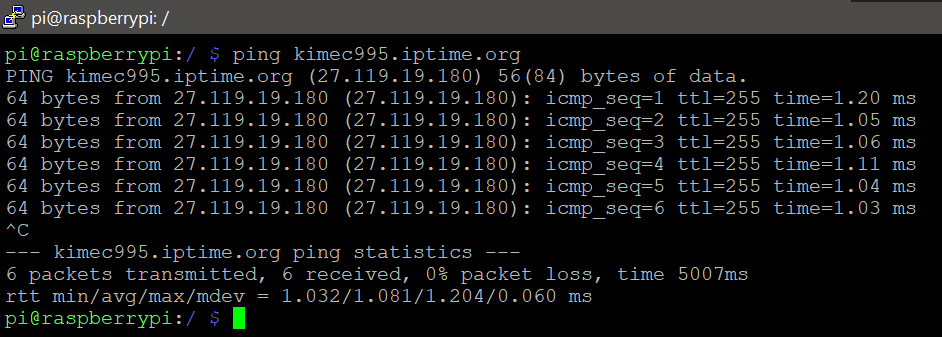 pi@raspberrypi: /
pi@raspberrypi:/ $ ping kimec995.iptime.org
PING kimec995.iptime.org (27.119.19.180) 56(84) bytes of data.
64 bytes from 27.119.19.180 (27.119.19.180): icmp_seq=1 ttl=255 time=1.20 ms
64 bytes from 27.119.19.180 (27.119.19.180): icmp_seq=2 ttl=255 time=1.05 ms
64 bytes from 27.119.19.180 (27.119.19.180): icmp_seq=3 ttl=255 time=1.06 ms
64 bytes from 27.119.19.180 (27.119.19.180): icmp_seq=4 ttl=255 time=1.11 ms
64 bytes from 27.119.19.180 (27.119.19.180): icmp_seq=5 ttl=255 time=1.04 ms
64 bytes from 27.119.19.180 (27.119.19.180): icmp_seq=6 ttl=255 time=1.03 ms
^C
--- kimec995.iptime.org ping statistics ---
6 packets transmitted, 6 received, 0% packet loss, time 5007ms
rtt min/avg/max/mdev = 1.032/1.081/1.204/0.060 ms
pi@raspberrypi:/ $